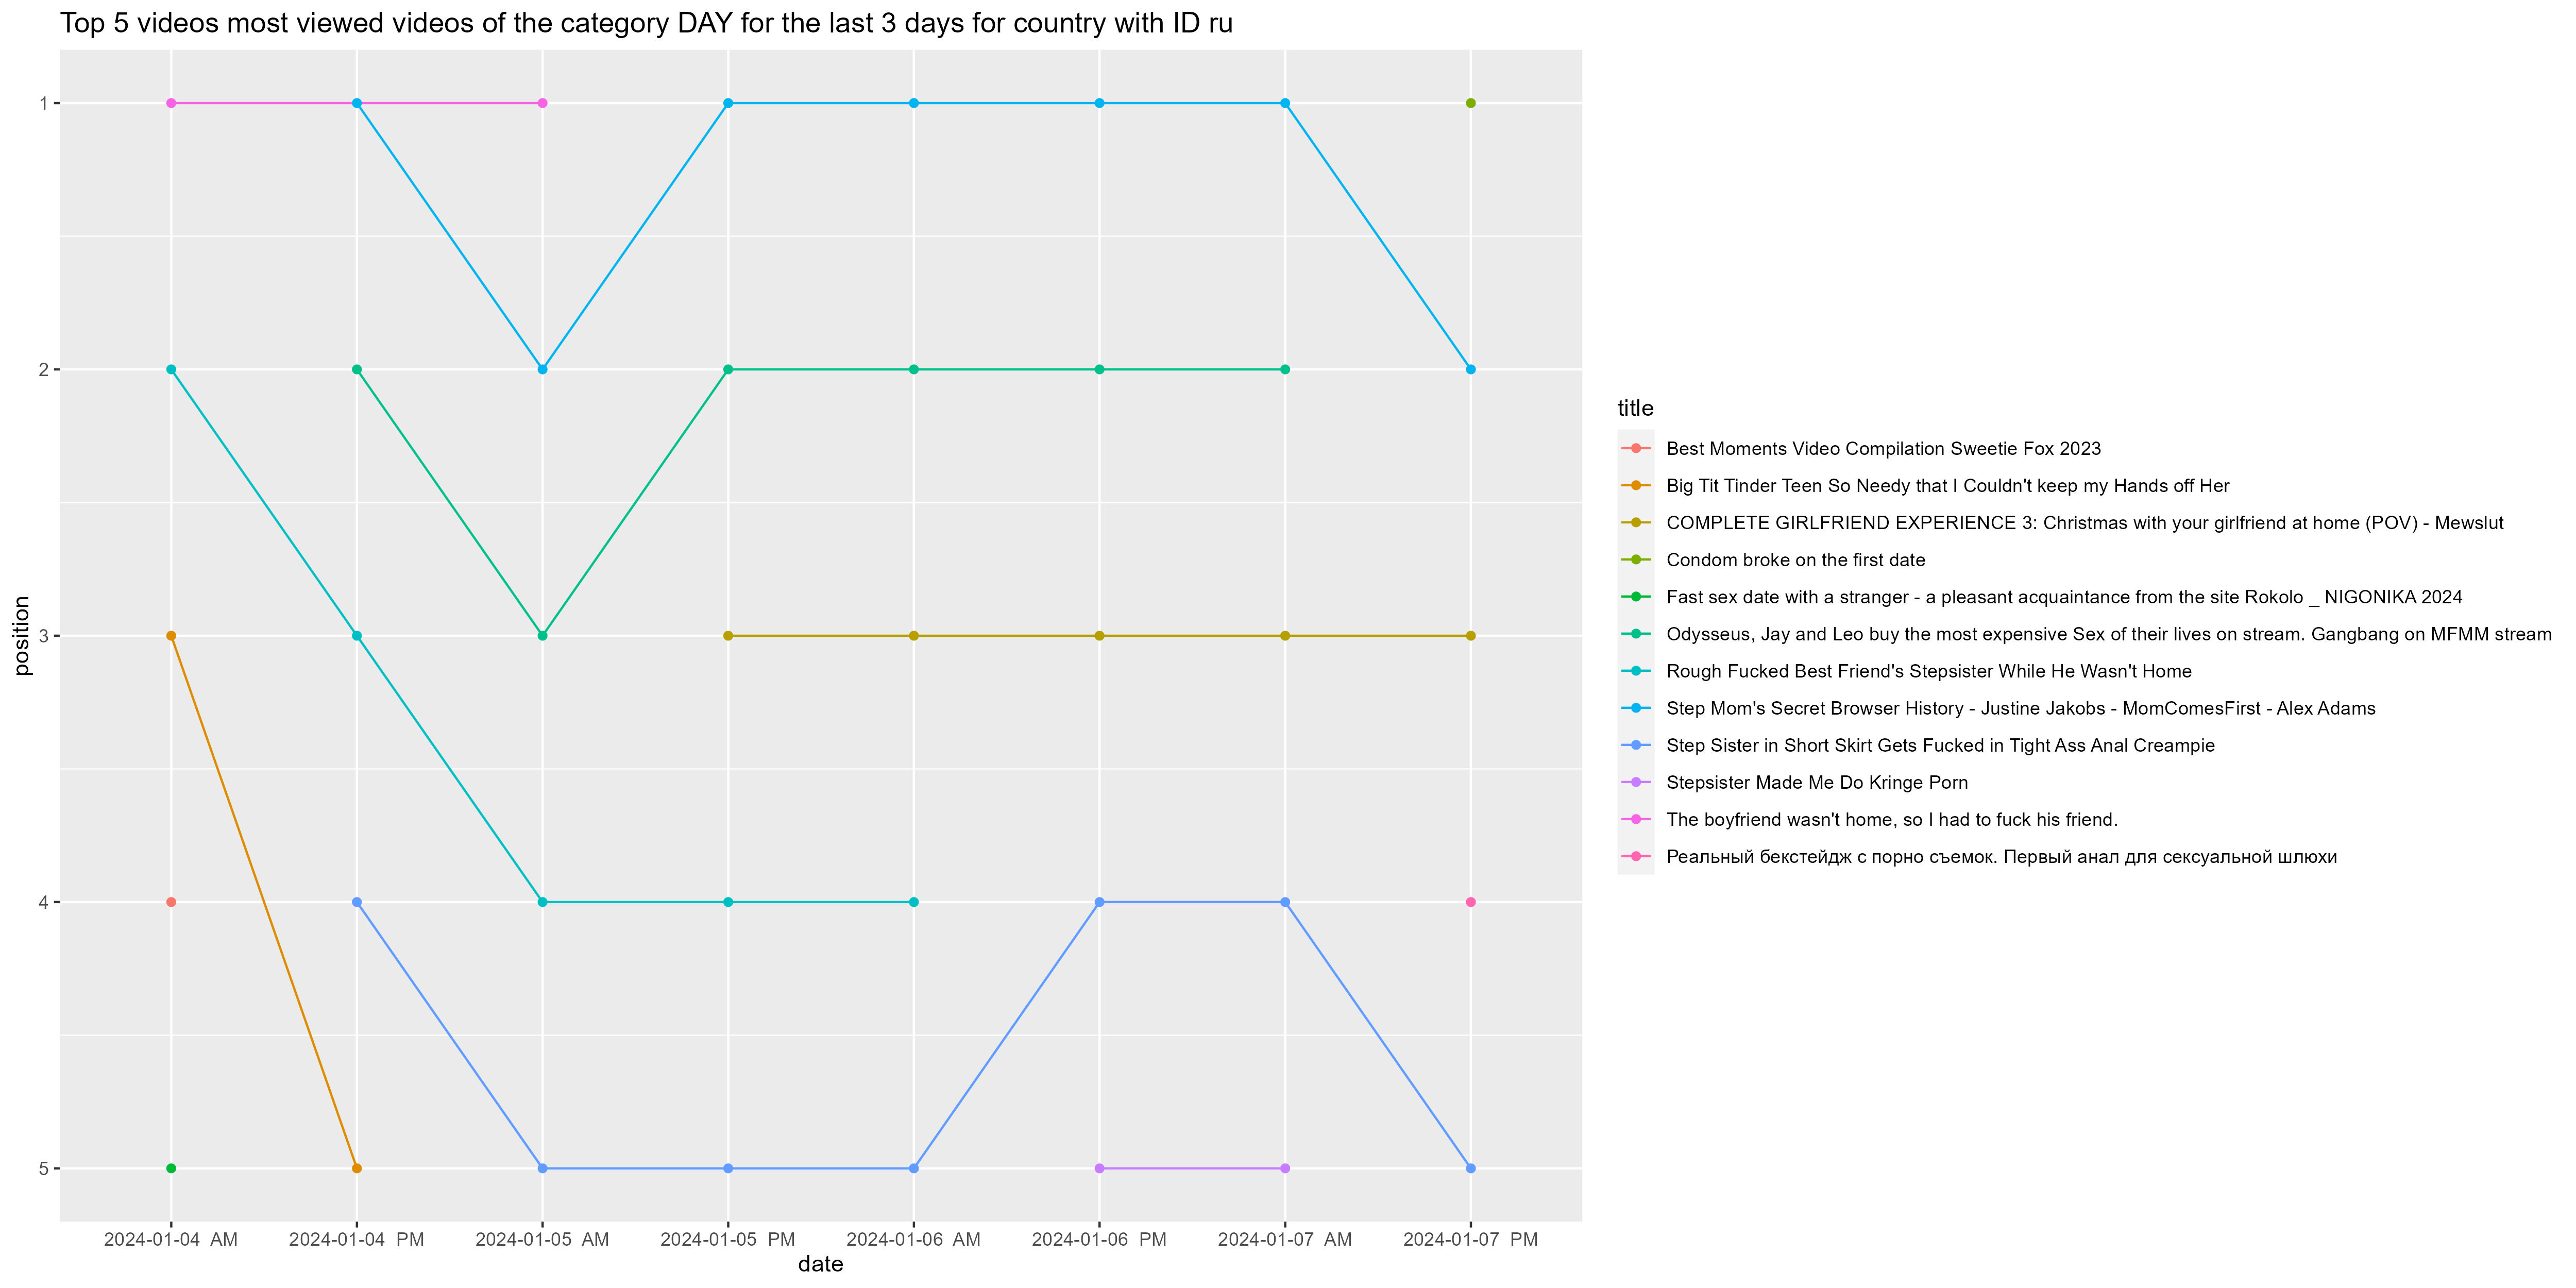 Top 5 videos most viewed videos of the category DAY for the last 3 days for country with ID ru
position
1
2
3
4
5
2024-01-04 AM
2024-01-04 PM
2024-01-05 AM
2024-01-05 PM
2024-01-06 AM
2024-01-06 PM
2024-01-07 AM
2024-01-07 PM
date
title
Best Moments Video Compilation Sweetie Fox 2023
Big Tit Tinder Teen So Needy that I Couldn't keep my Hands off Her
COMPLETE GIRLFRIEND EXPERIENCE 3: Christmas with your girlfriend at home (POV) - Mewslut
Condom broke on the first date
Fast sex date with a stranger - a pleasant acquaintance from the site Rokolo _ NIGONIKA 2024
Odysseus, Jay and Leo buy the most expensive Sex of their lives on stream. Gangbang on MFMM stream
Rough Fucked Best Friend's Stepsister While He Wasn't Home
Step Mom's Secret Browser History - Justine Jakobs - MomComesFirst - Alex Adams
Step Sister in Short Skirt Gets Fucked in Tight Ass Anal Creampie
Stepsister Made Me Do Kringe Porn
The boyfriend wasn't home, so I had to fuck his friend.
Реальный бекстейдж с порно съемок. Первый анал для сексуальной шлюхи